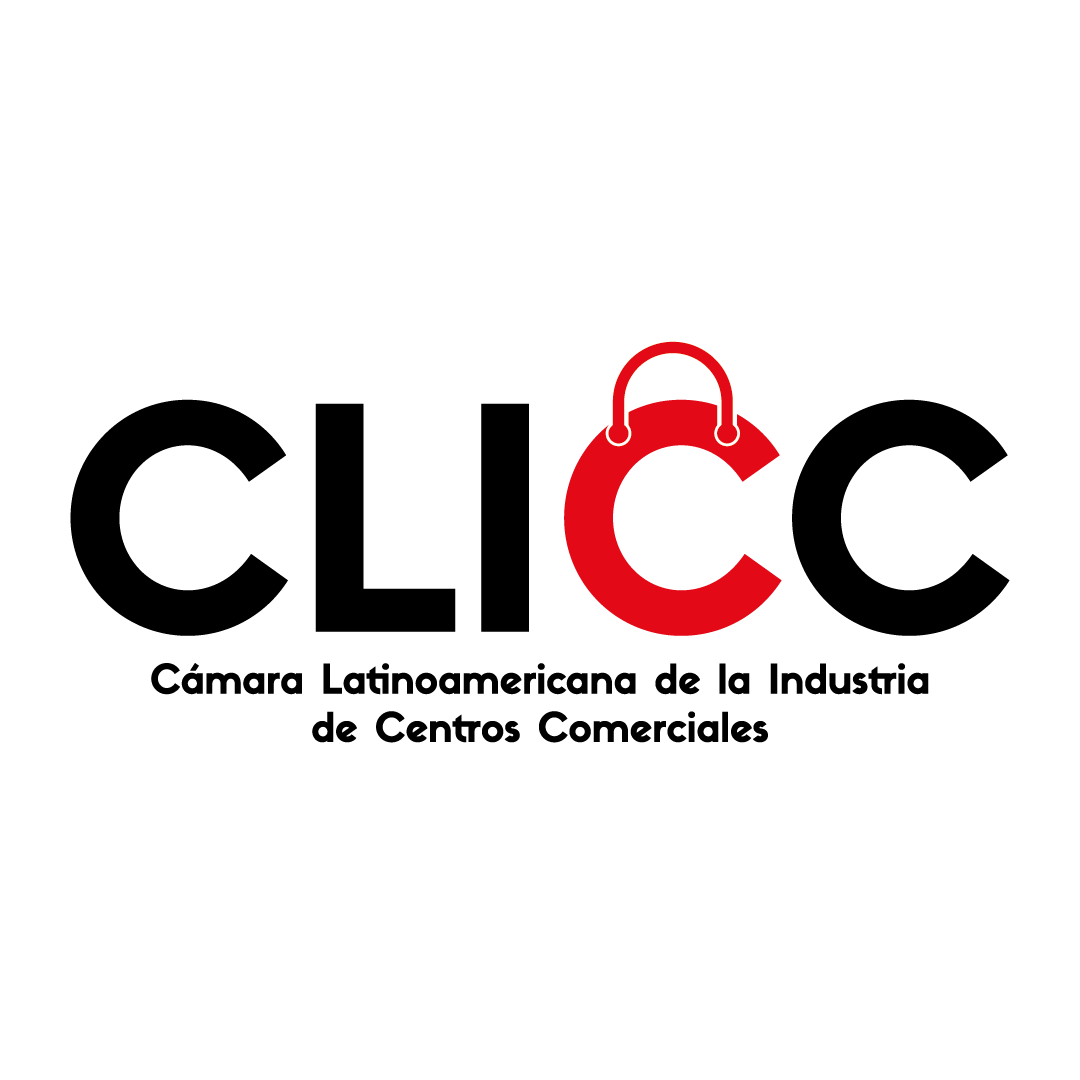 CLICC
Cámara Latinoamericana de la Industria
de Centros Comerciales